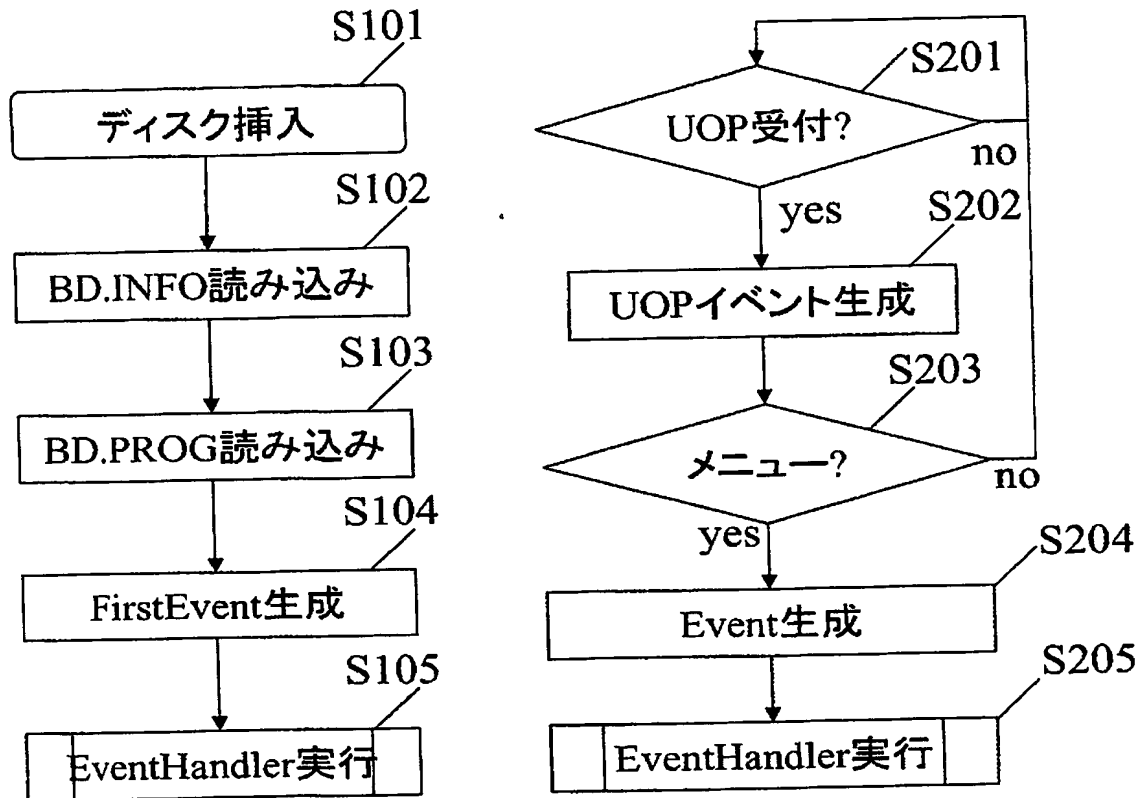 S101
ディスク挿入
S102
BD.INFO読み込み
S103
BD.PROG読み込み
S104
FirstEvent生成
S105
EventHandler実行
S201
UOP受付?
no
yes
S202
UOPイベント生成
S203
メニュー?
no
yes
S204
Event生成
S205
EventHandler実行